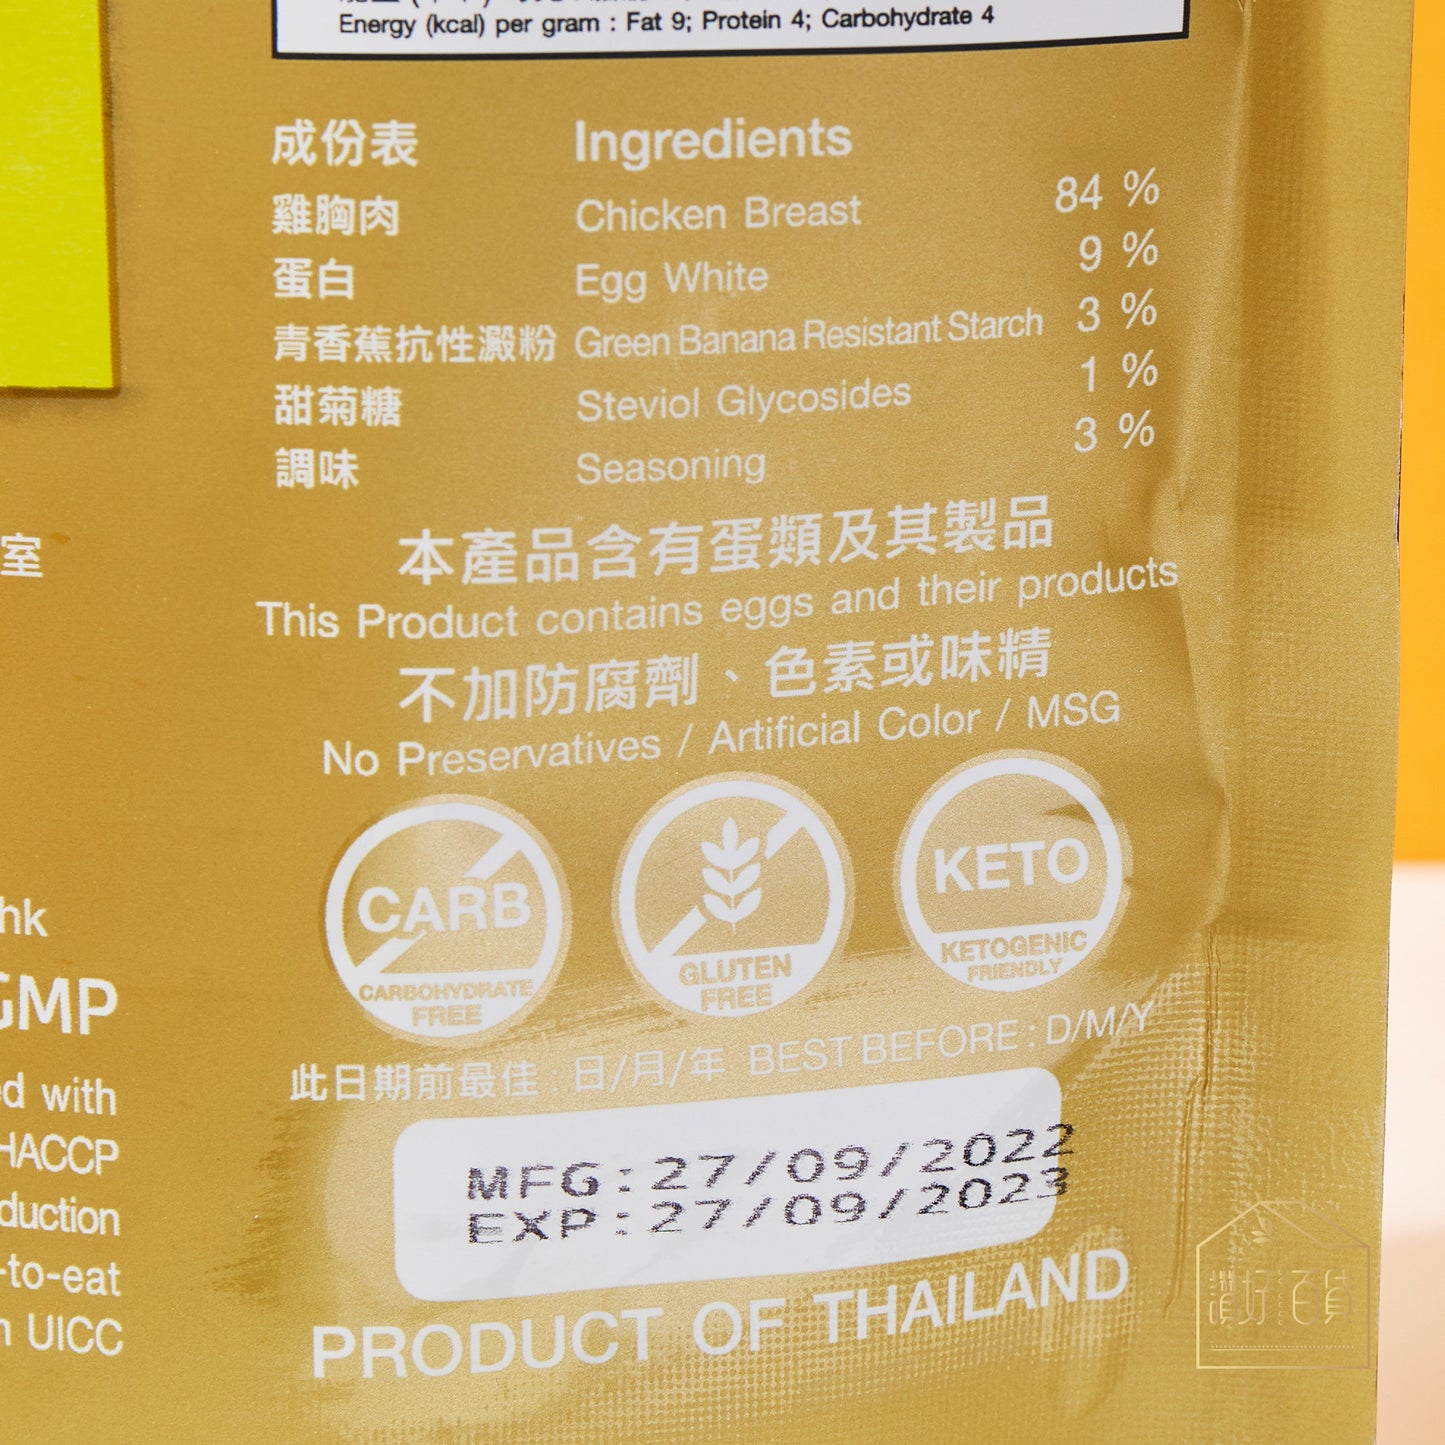 Energy (kcal) per gram : Fat 9; Protein 4; Carbohydrate 4
成份表 Ingredients
雞胸肉 Chicken Breast 84 %
蛋白 Egg White 9 %
青香蕉抗性澱粉 Green Banana Resistant Starch 3 %
甜菊糖 Steviol Glycosides 1 %
調味 Seasoning 3 %
本產品含有蛋類及其製品
This Product contains eggs and their products
不加防腐劑、色素或味精
No Preservatives / Artificial Color / MSG
CARB
CARBOHYDRATE
FREE
GLUTEN
FREE
KETO
KETOGENIC
FRIENDLY
此日期前最佳 : 日/月/年 BEST BEFORE : D/M/Y
MFG:27/09/2022
EXP:27/09/2023
PRODUCT OF THAILAND
室
hk
GMP
ed with
HACCP
duction
-to-eat
n UICC
讚好百貨